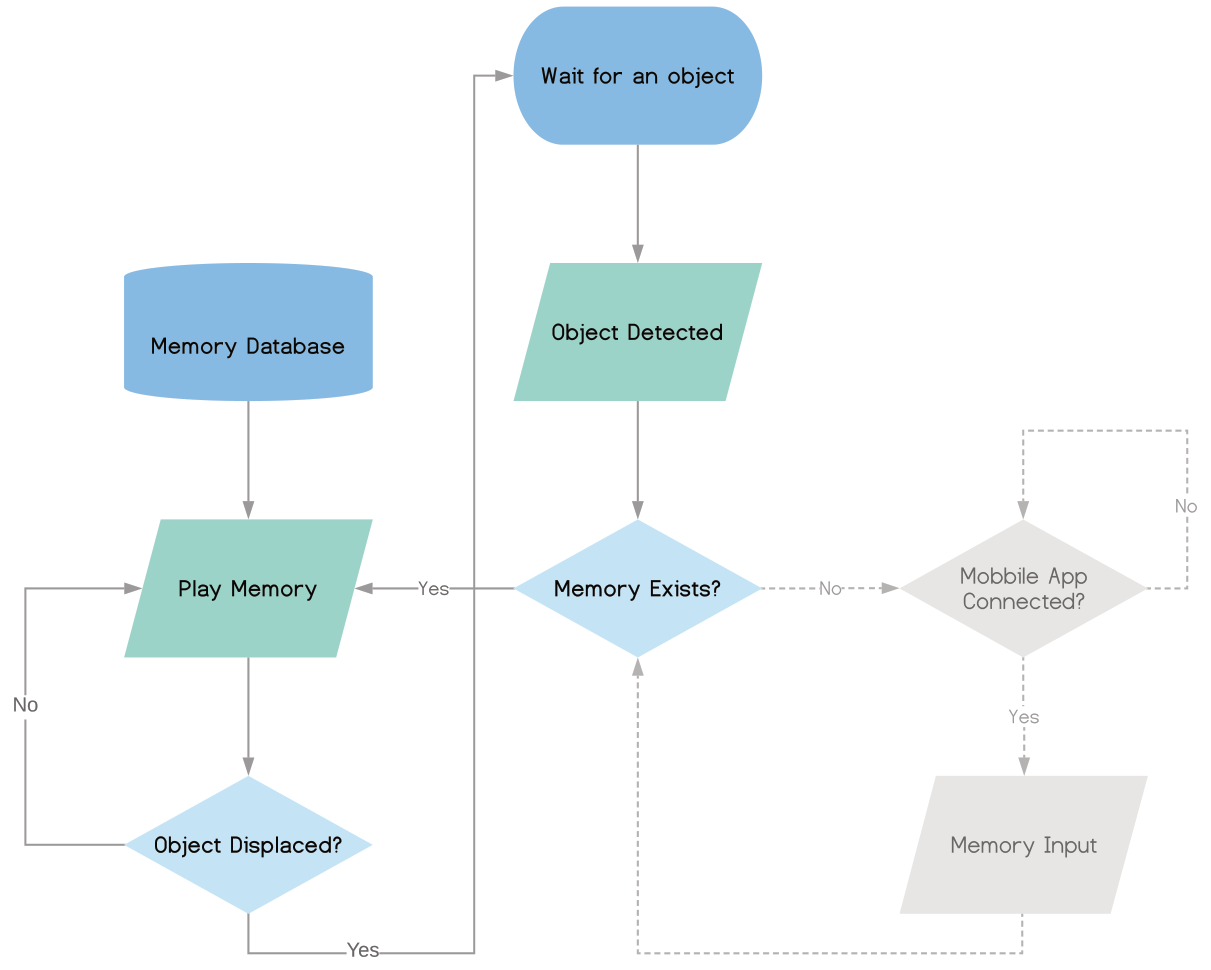 Wait for an object
Object Detected
Memory Database
Play Memory
Yes
Memory Exists?
No
Mobbile App
Connected?
No
No
Yes
Object Displaced?
Memory Input
Yes